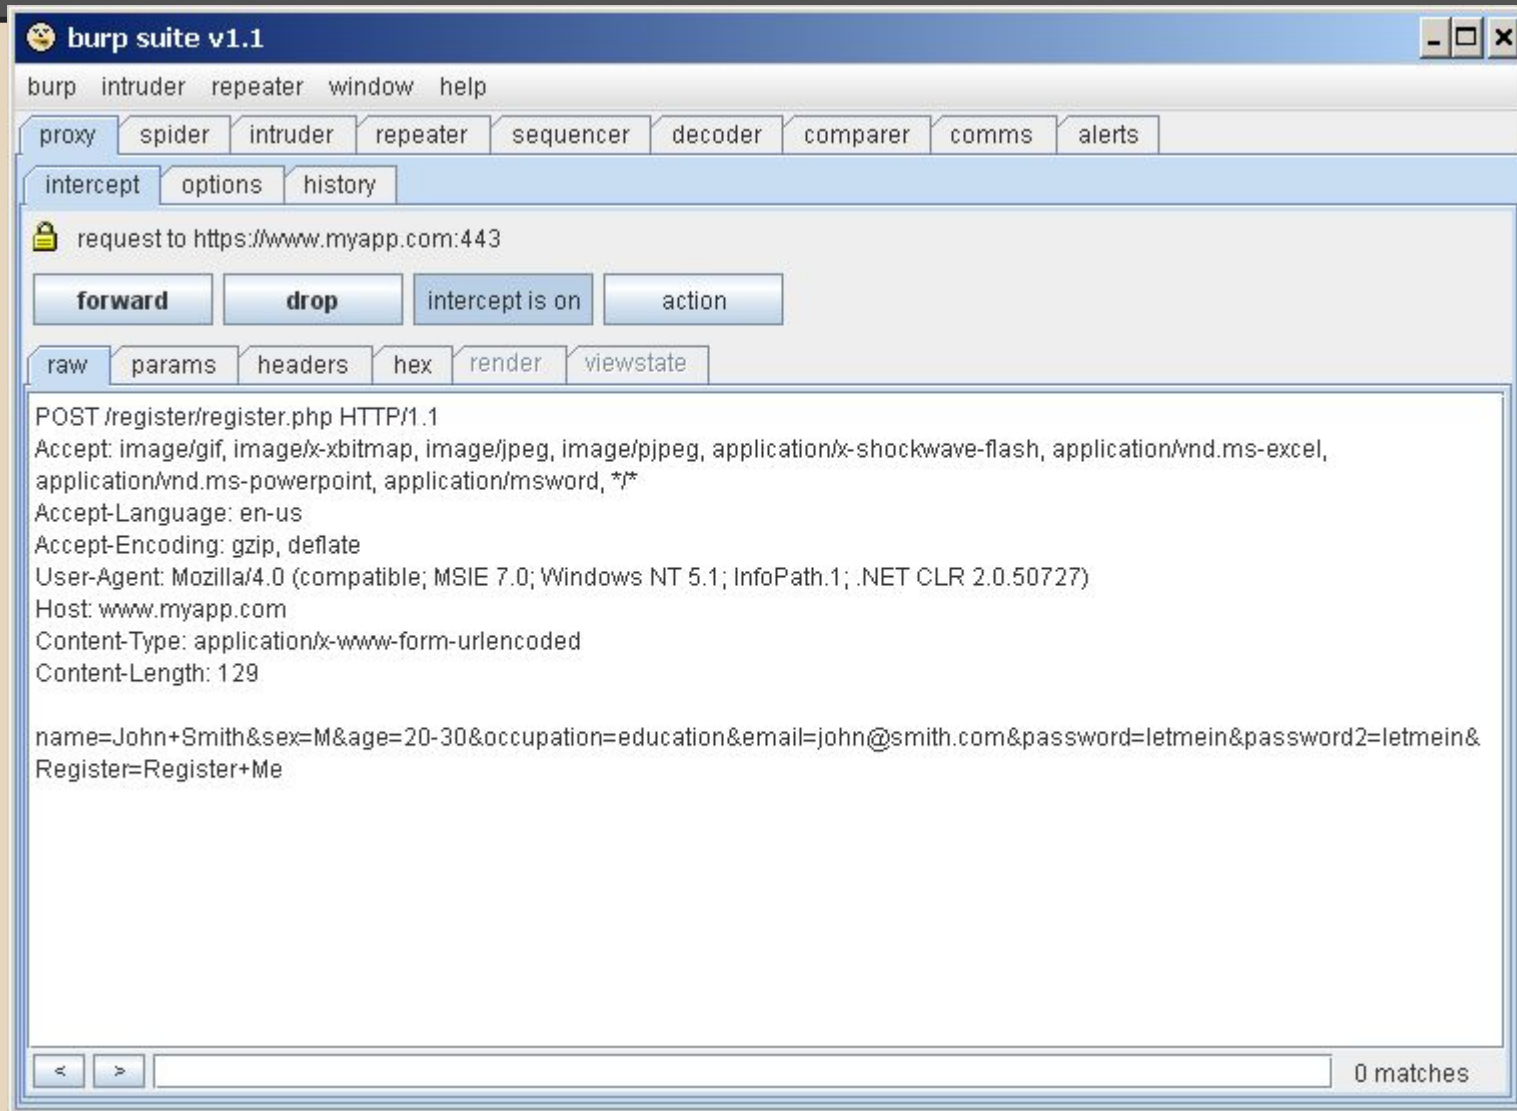 burp suite v1.1
burp intruder repeater window help
proxy spider intruder repeater sequencer decoder comparer comms alerts
intercept options history
request to https://www.myapp.com:443
forward drop intercept is on action
raw params headers hex render viewstate
POST /register/register.php HTTP/1.1
Accept: image/gif, image/x-xbitmap, image/jpeg, image/pjpeg, application/x-shockwave-flash, application/vnd.ms-excel,
application/vnd.ms-powerpoint, application/msword, */*
Accept-Language: en-us
Accept-Encoding: gzip, deflate
User-Agent: Mozilla/4.0 (compatible; MSIE 7.0; Windows NT 5.1; InfoPath.1; .NET CLR 2.0.50727)
Host: www.myapp.com
Content-Type: application/x-www-form-urlencoded
Content-Length: 129
name=John+Smith&sex=M&age=20-30&occupation=education&email=john@smith.com&password=letmein&password2=letmein&
Register=Register+Me
< > 0 matches